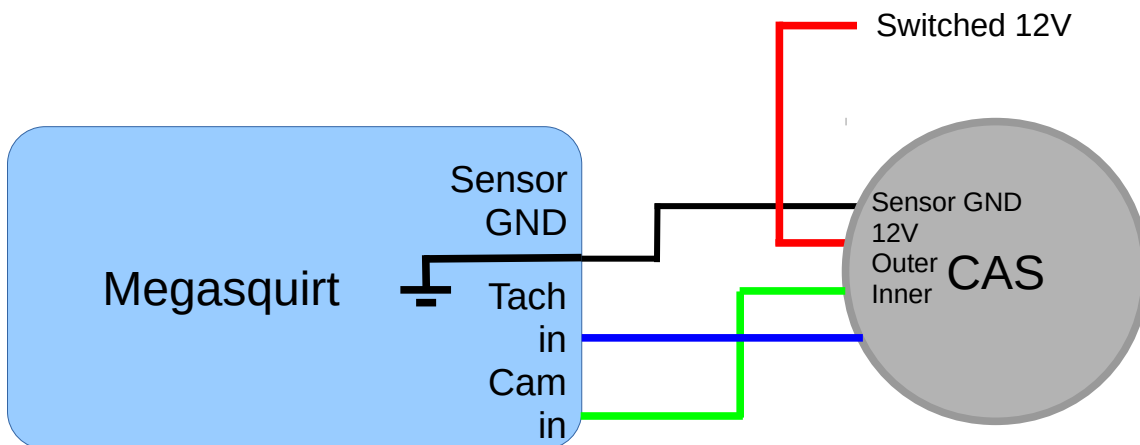 Switched 12V
Sensor
GND
Megasquirt
Tach
in
Cam
in
Sensor GND
12V
Outer
Inner
CAS